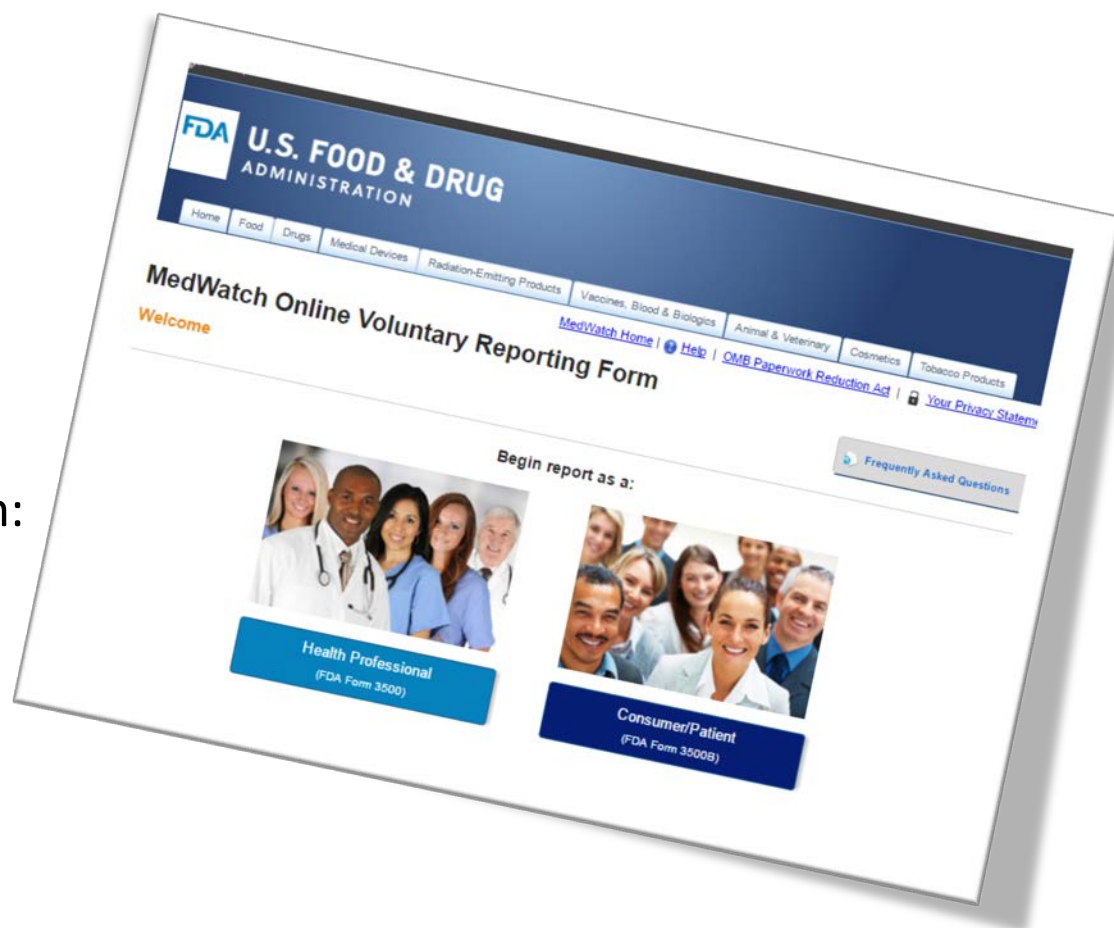 FDA
U.S. FOOD & DRUG
ADMINISTRATION
Home Food Drugs Medical Devices Radiation-Emitting Products Vaccines, Blood & Biologics Animal & Veterinary Cosmetics Tobacco Products
MedWatch Online Voluntary Reporting Form
Welcome
MedWatch Home | Help | OMB Paperwork Reduction Act | Your Privacy Stateme
Frequently Asked Questions
Begin report as a:
n:
Health Professional
(FDA Form 3500)
Consumer/Patient
(FDA Form 3500B)